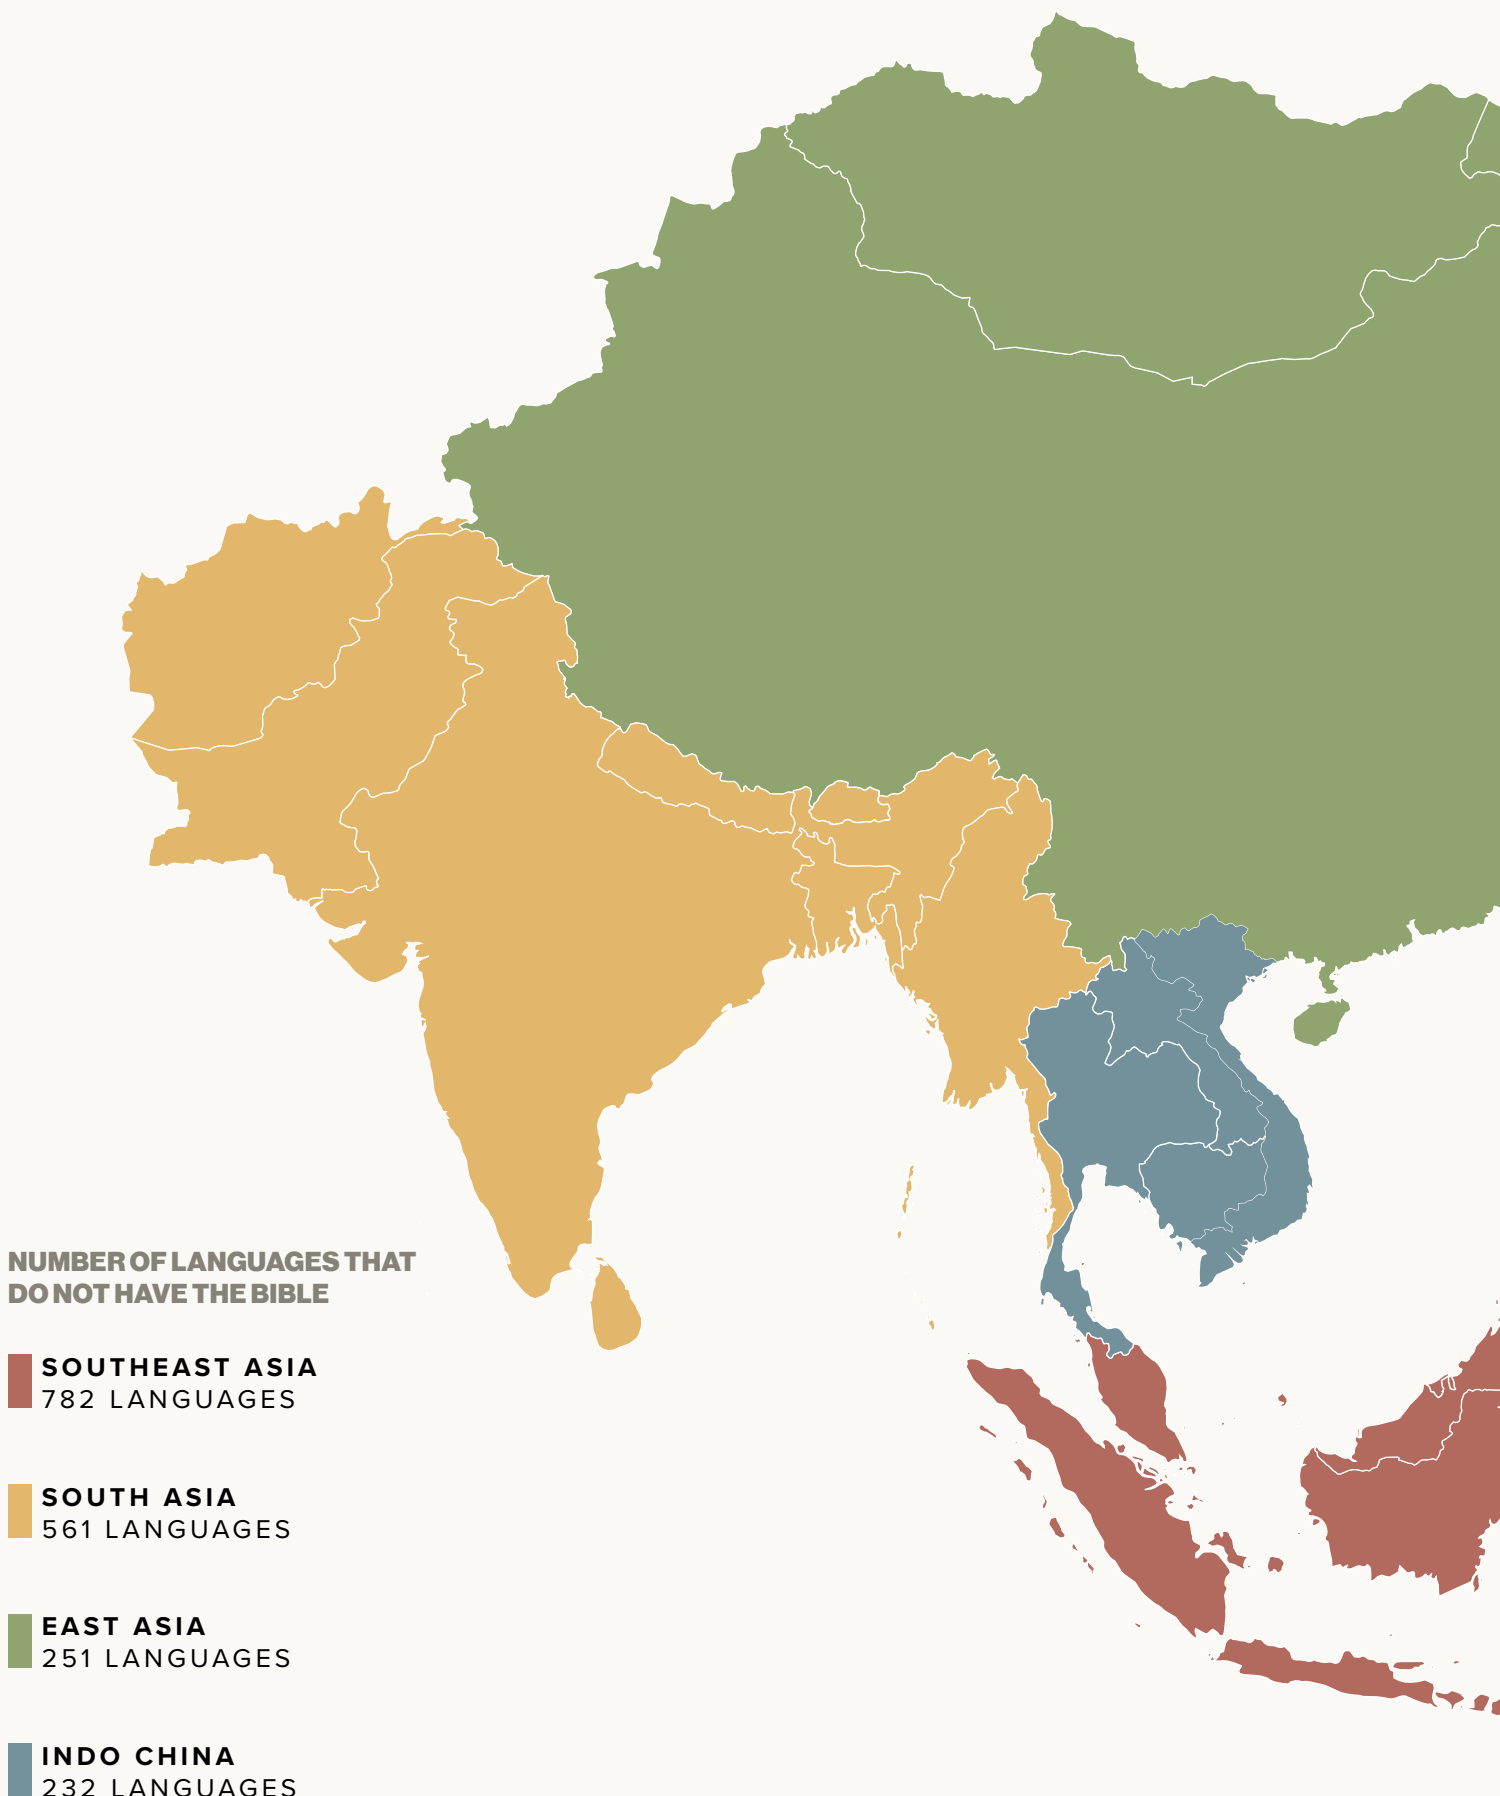 NUMBER OF LANGUAGES THAT
DO NOT HAVE THE BIBLE
SOUTHEAST ASIA
782 LANGUAGES
SOUTH ASIA
561 LANGUAGES
EAST ASIA
251 LANGUAGES
INDO CHINA
232 LANGUAGES